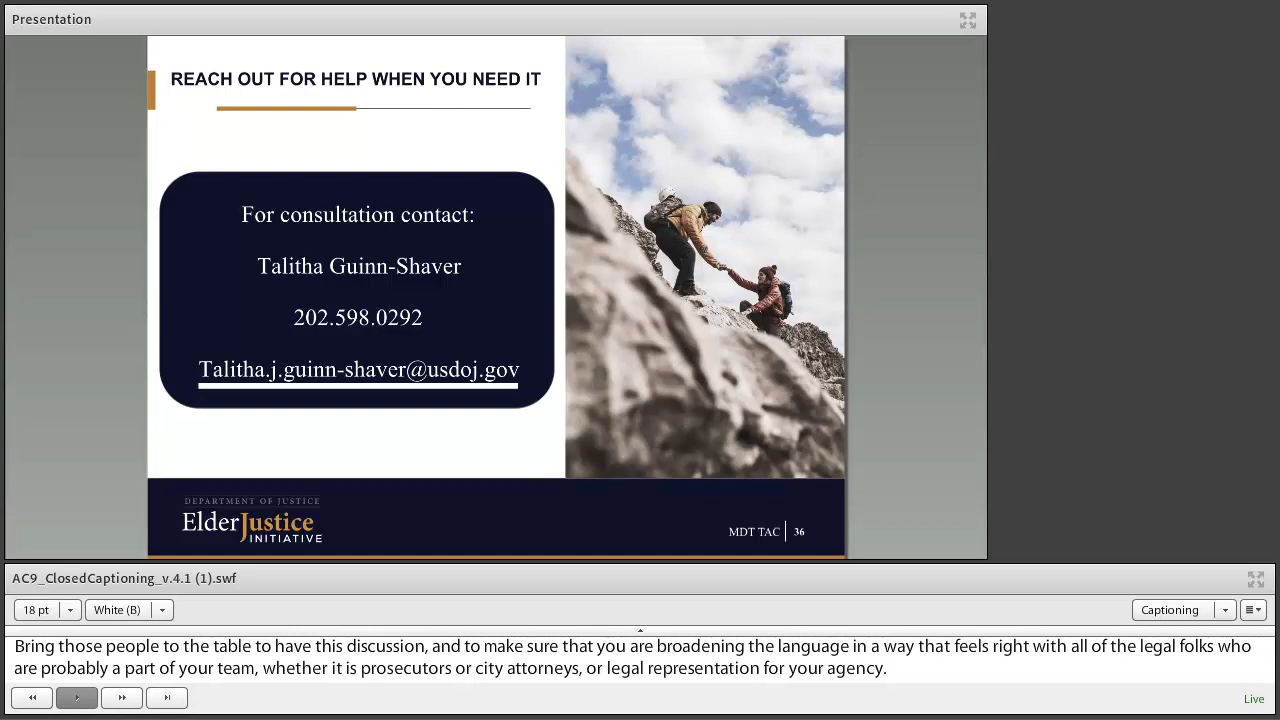 Presentation
REACH OUT FOR HELP WHEN YOU NEED IT
For consultation contact:
Talitha Guinn-Shaver
202.598.0292
Talitha.j.guinn-shaver@usdoj.gov
DEPARTMENT OF JUSTICE
ElderJustice
INITIATIVE
MDT TAC 36
AC9_ClosedCaptioning_v.4.1 (1).swf
18 pt White (B) Captioning
Bring those people to the table to have this discussion, and to make sure that you are broadening the language in a way that feels right with all of the legal folks who
are probably a part of your team, whether it is prosecutors or city attorneys, or legal representation for your agency.
Live